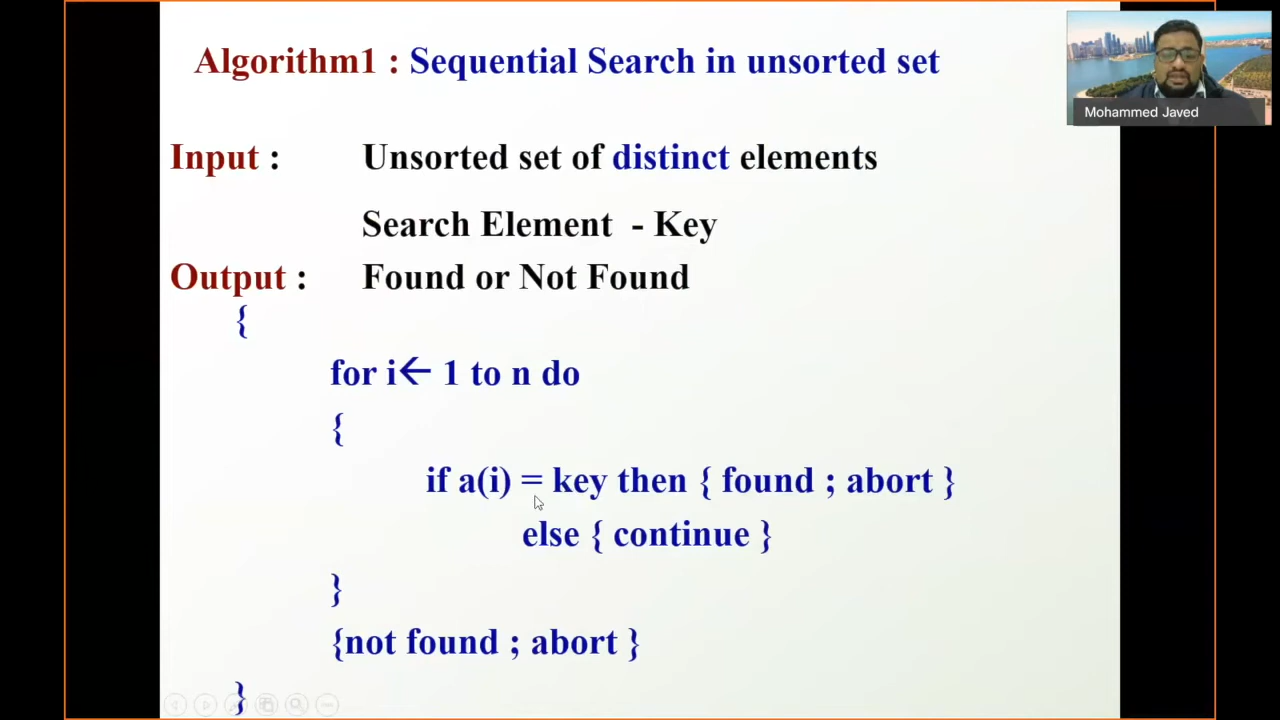 Algorithm1 : Sequential Search in unsorted set
Mohammed Javed
Input : Unsorted set of distinct elements
Search Element - Key
Output : Found or Not Found
{
for i← 1 to n do
{
if a(i) = key then { found ; abort }
else { continue }
}
{not found ; abort }
}